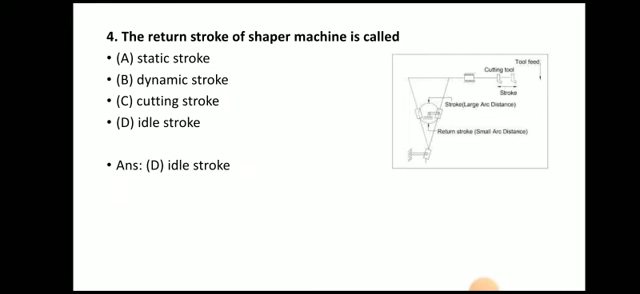 4. The return stroke of shaper machine is called
• (A) static stroke
• (B) dynamic stroke
• (C) cutting stroke
• (D) idle stroke
• Ans: (D) idle stroke
Tool feed
Cutting tool
Stroke
Stroke(Large Arc Distance)
Return stroke (Small Arc Distance)